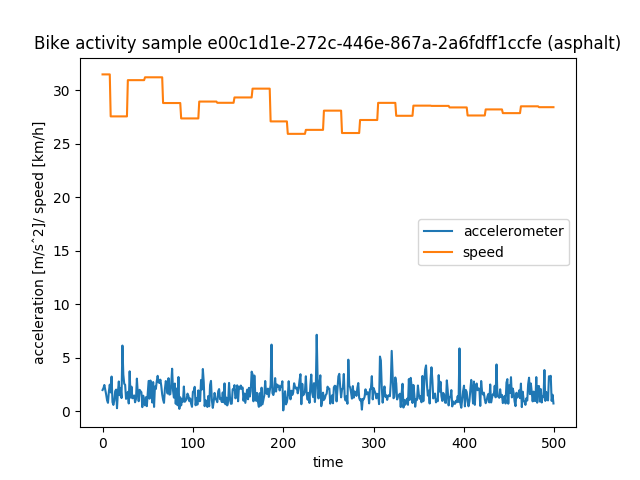 Bike activity sample e00c1d1e-272c-446e-867a-2a6fdff1ccfe (asphalt)
acceleration [m/s^2]/ speed [km/h]
30
25
20
15
10
5
0
accelerometer
speed
0 100 200 300 400 500
time